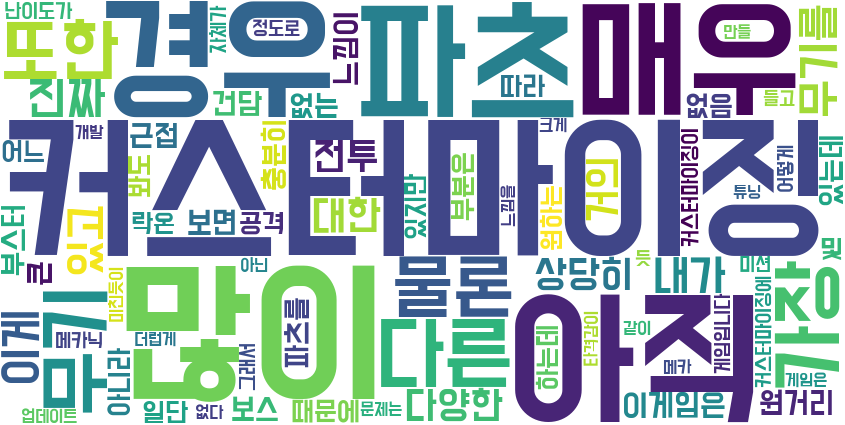 난이도가
또한
경우
정도로
자체가
느낌이
파츠
따라
매우
만들
무기를
들고
진짜
건담
없는
없음
어느
개발
근접
봐도
충분히
전투
커스터마이징
크게
거의
커스터마이징이
어떻게
튜닝
있는데
부스터
큰
있고
락온
보면
공격
대한
있지만
부분은
느낌을
원하는
아닌
많이
물론
상당히
듯
내가
미션
이게
무기
메카닉
미친듯이
더럽게
파츠를
다른
아직
하는데
타격감이
같이
메카
게임입니다
커스터마이징에
가장
게임은
아니라
그래서
업데이트
일단
없다
보스
때문에
문제는
다양한
이게임은
원거리